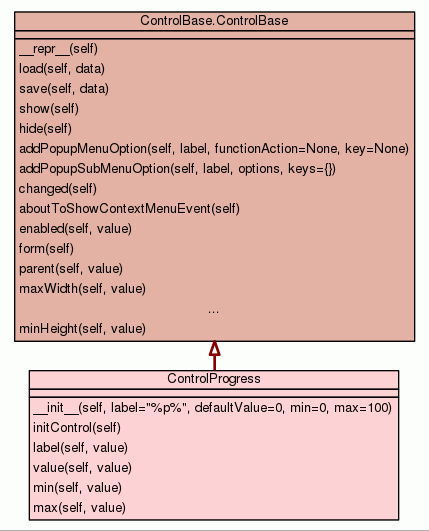 ControlBase.ControlBase
__repr__(self)
load(self, data)
save(self, data)
show(self)
hide(self)
addPopupMenuOption(self, label, functionAction=None, key=None)
addPopupSubMenuOption(self, label, options, keys={})
changed(self)
aboutToShowContextMenuEvent(self)
enabled(self, value)
form(self)
parent(self, value)
maxWidth(self, value)
...
minHeight(self, value)
ControlProgress
__init__(self, label="%p%", defaultValue=0, min=0, max=100)
initControl(self)
label(self, value)
value(self, value)
min(self, value)
max(self, value)